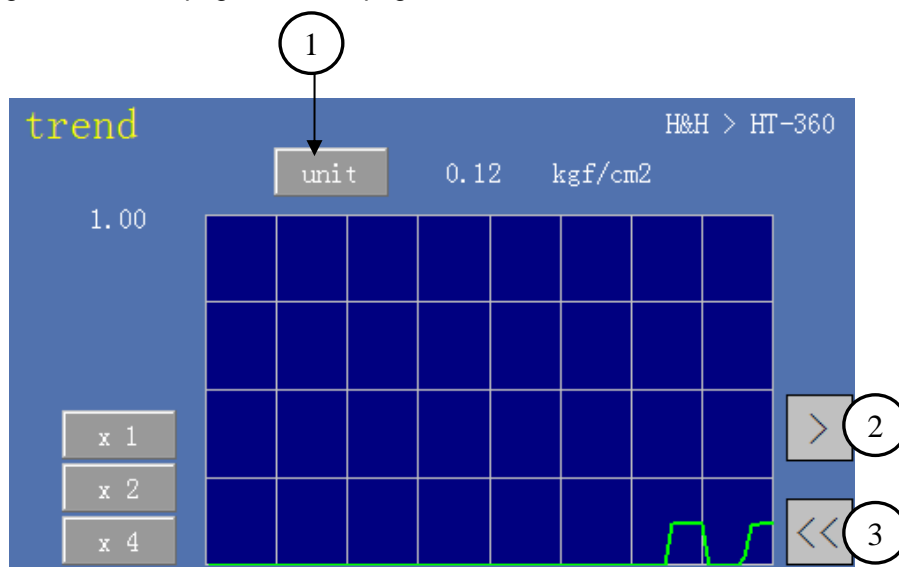 1
trend
H&H > HT-360
unit
0.12
kgf/cm2
1.00
x 1
x 2
x 4
>
2
<<
3